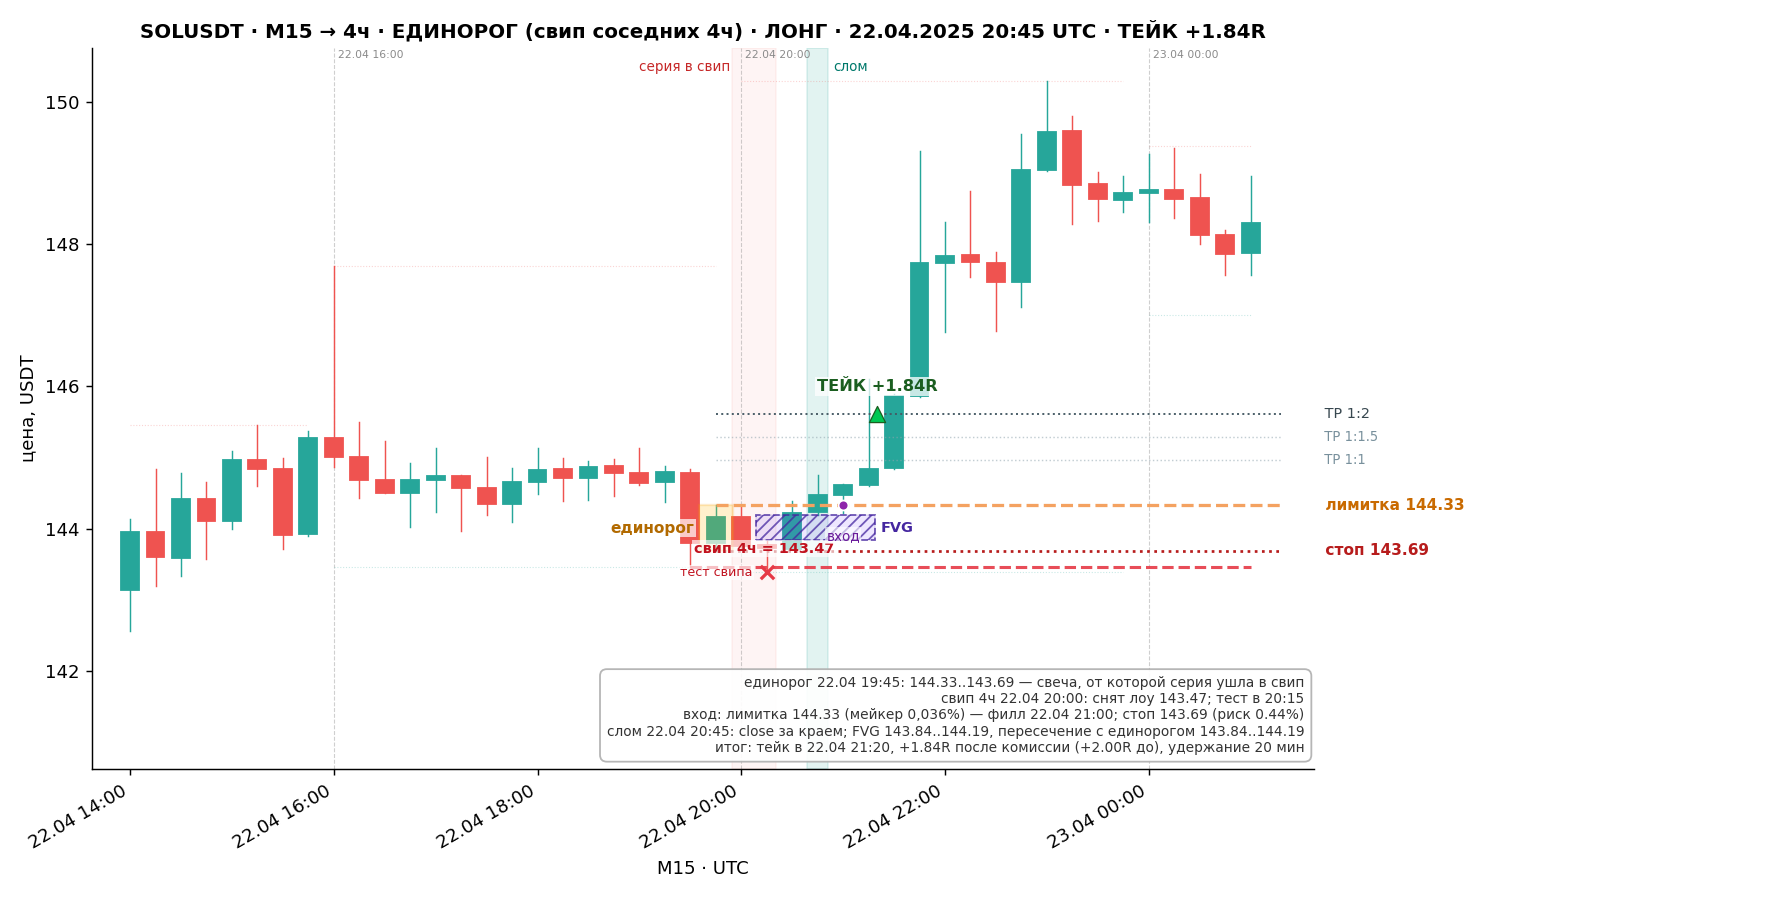 SOLUSDT · M15 → 4ч · ЕДИНОРОГ (свип соседних 4ч) · ЛОНГ · 22.04.2025 20:45 UTC · ТЕЙК +1.84R
22.04 16:00
22.04 20:00
23.04 00:00
серия в свип
слом
150
148
146
144
142
цена, USDT
ТЕЙК +1.84R
TP 1:2
TP 1:1.5
TP 1:1
лимитка 144.33
единорог
FVG
вход
свип 4ч = 143.47
стоп 143.69
тест свипа
единорог 22.04 19:45: 144.33..143.69 — свеча, от которой серия ушла в свип
свип 4ч 22.04 20:00: снят лоу 143.47; тест в 20:15
вход: лимитка 144.33 (мейкер 0,036%) — филл 22.04 21:00; стоп 143.69 (риск 0.44%)
слом 22.04 20:45: close за краем; FVG 143.84..144.19, пересечение с единорогом 143.84..144.19
итог: тейк в 22.04 21:20, +1.84R после комиссии (+2.00R до), удержание 20 мин
22.04 14:00
22.04 16:00
22.04 18:00
22.04 20:00
22.04 22:00
23.04 00:00
M15 · UTC